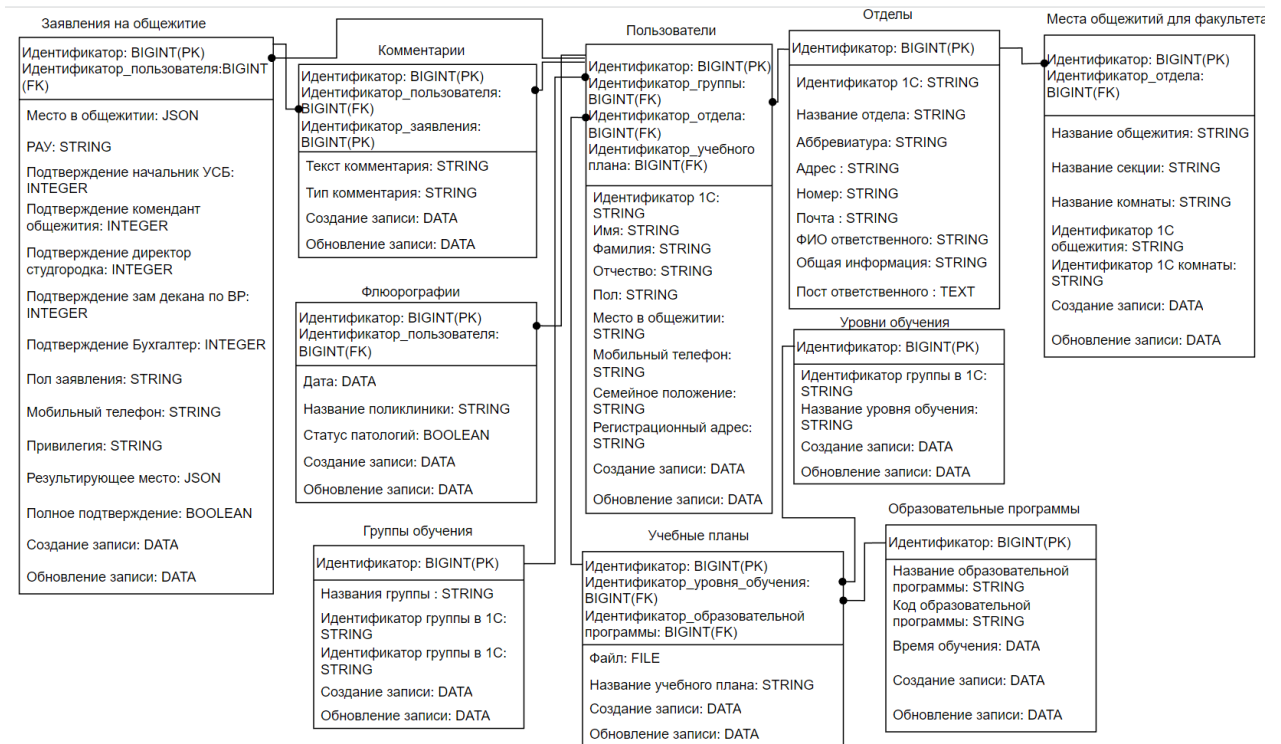 Заявления на общежитие
Идентификатор: BIGINT(PK)
Идентификатор_пользователя:BIGINT
(FK)
Место в общежитии: JSON
РАУ: STRING
Подтверждение начальник УСБ:
INTEGER
Подтверждение комендант
общежития: INTEGER
Подтверждение директор
студгородка: INTEGER
Подтверждение зам декана по ВР:
INTEGER
Подтверждение Бухгалтер: INTEGER
Пол заявления: STRING
Мобильный телефон: STRING
Привилегия: STRING
Результирующее место: JSON
Полное подтверждение: BOOLEAN
Создание записи: DATA
Обновление записи: DATA
Комментарии
Идентификатор: BIGINT(PK)
Идентификатор_пользователя:
BIGINT(FK)
Идентификатор_заявления:
BIGINT(PK)
Текст комментария: STRING
Тип комментария: STRING
Создание записи: DATA
Обновление записи: DATA
Флюорографии
Идентификатор: BIGINT(PK)
Идентификатор_пользователя:
BIGINT(FK)
Дата: DATA
Название поликлиники: STRING
Статус патологий: BOOLEAN
Создание записи: DATA
Обновление записи: DATA
Группы обучения
Идентификатор: BIGINT(PK)
Названия группы : STRING
Идентификатор группы в 1С:
STRING
Идентификатор группы в 1С:
STRING
Создание записи: DATA
Обновление записи: DATA
Пользователи
Идентификатор: BIGINT(PK)
Идентификатор_группы:
BIGINT(FK)
Идентификатор_отдела:
BIGINT(FK)
Идентификатор_учебного
плана: BIGINT(FK)
Идентификатор 1С:
STRING
Имя: STRING
Фамилия: STRING
Отчество: STRING
Пол: STRING
Место в общежитии:
STRING
Мобильный телефон:
STRING
Семейное положение:
STRING
Регистрационный адрес:
STRING
Создание записи: DATA
Обновление записи: DATA
Учебные планы
Идентификатор: BIGINT(PK)
Идентификатор_уровня_обучения:
BIGINT(FK)
Идентификатор_образовательной
программы: BIGINT(FK)
Файл: FILE
Название учебного плана: STRING
Создание записи: DATA
Обновление записи: DATA
Отделы
Идентификатор: BIGINT(PK)
Идентификатор 1С: STRING
Название отдела: STRING
Аббревиатура: STRING
Адрес : STRING
Номер: STRING
Почта : STRING
ФИО ответственного: STRING
Общая информация: STRING
Пост ответственного : TEXT
Уровни обучения
Идентификатор: BIGINT(PK)
Идентификатор группы в 1С:
STRING
Название уровня обучения:
STRING
Создание записи: DATA
Обновление записи: DATA
Образовательные программы
Идентификатор: BIGINT(PK)
Название образовательной
программы: STRING
Код образовательной
программы: STRING
Время обучения: DATA
Создание записи: DATA
Обновление записи: DATA
Места общежитий для факультета
Идентификатор: BIGINT(PK)
Идентификатор_отдела:
BIGINT(FK)
Название общежития: STRING
Название секции: STRING
Название комнаты: STRING
Идентификатор 1С
общежития: STRING
Идентификатор 1С комнаты:
STRING
Создание записи: DATA
Обновление записи: DATA